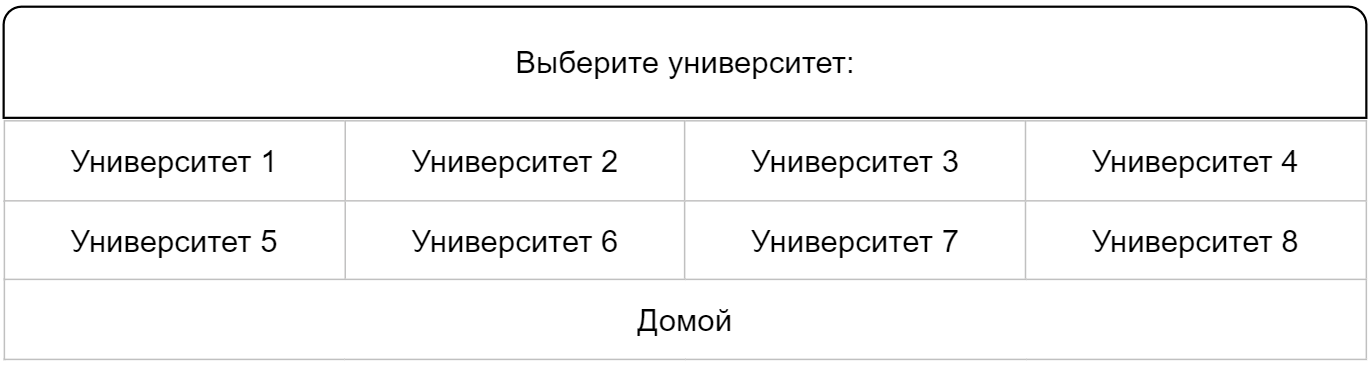 Выберите университет:
Университет 1 Университет 2 Университет 3 Университет 4
Университет 5 Университет 6 Университет 7 Университет 8
Домой